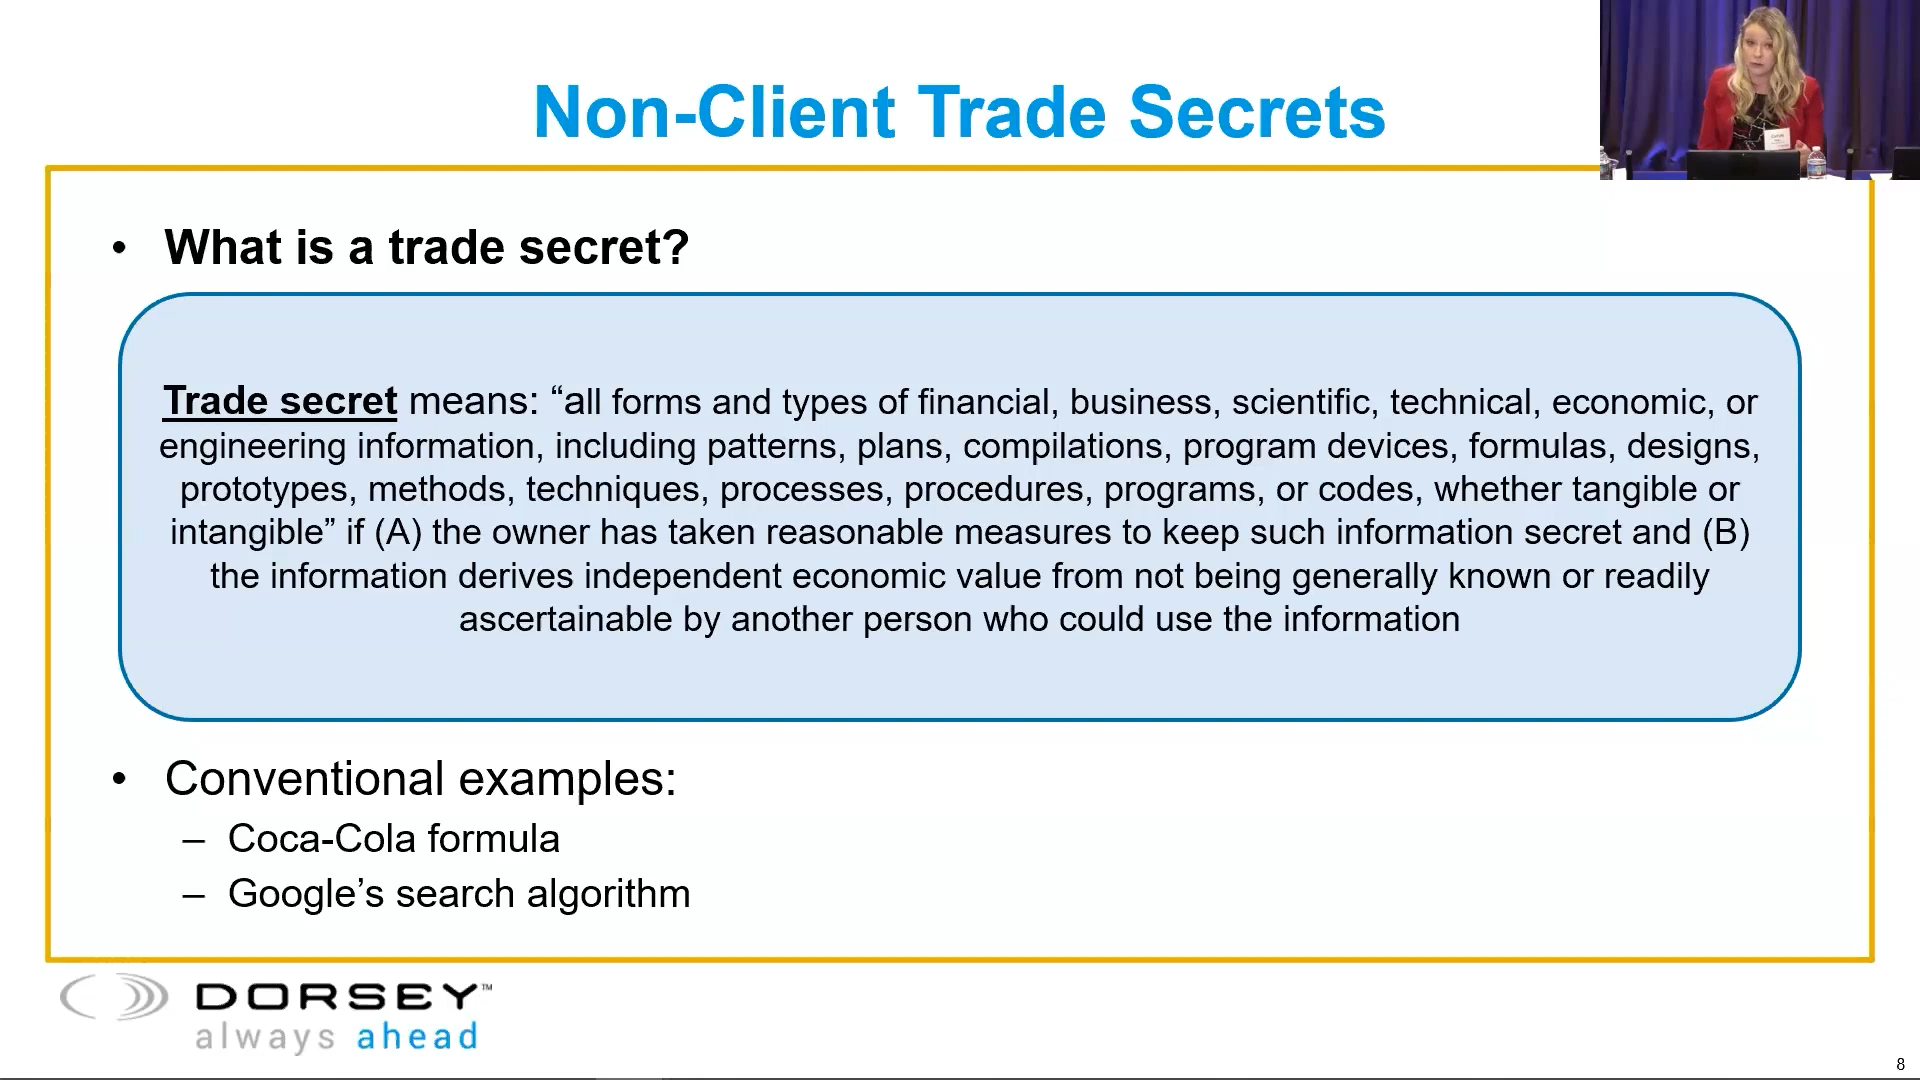 Non-Client Trade Secrets
• What is a trade secret?
Trade secret means: “all forms and types of financial, business, scientific, technical, economic, or
engineering information, including patterns, plans, compilations, program devices, formulas, designs,
prototypes, methods, techniques, processes, procedures, programs, or codes, whether tangible or
intangible” if (A) the owner has taken reasonable measures to keep such information secret and (B)
the information derives independent economic value from not being generally known or readily
ascertainable by another person who could use the information
• Conventional examples:
– Coca-Cola formula
– Google’s search algorithm
DORSEY™
always ahead
8